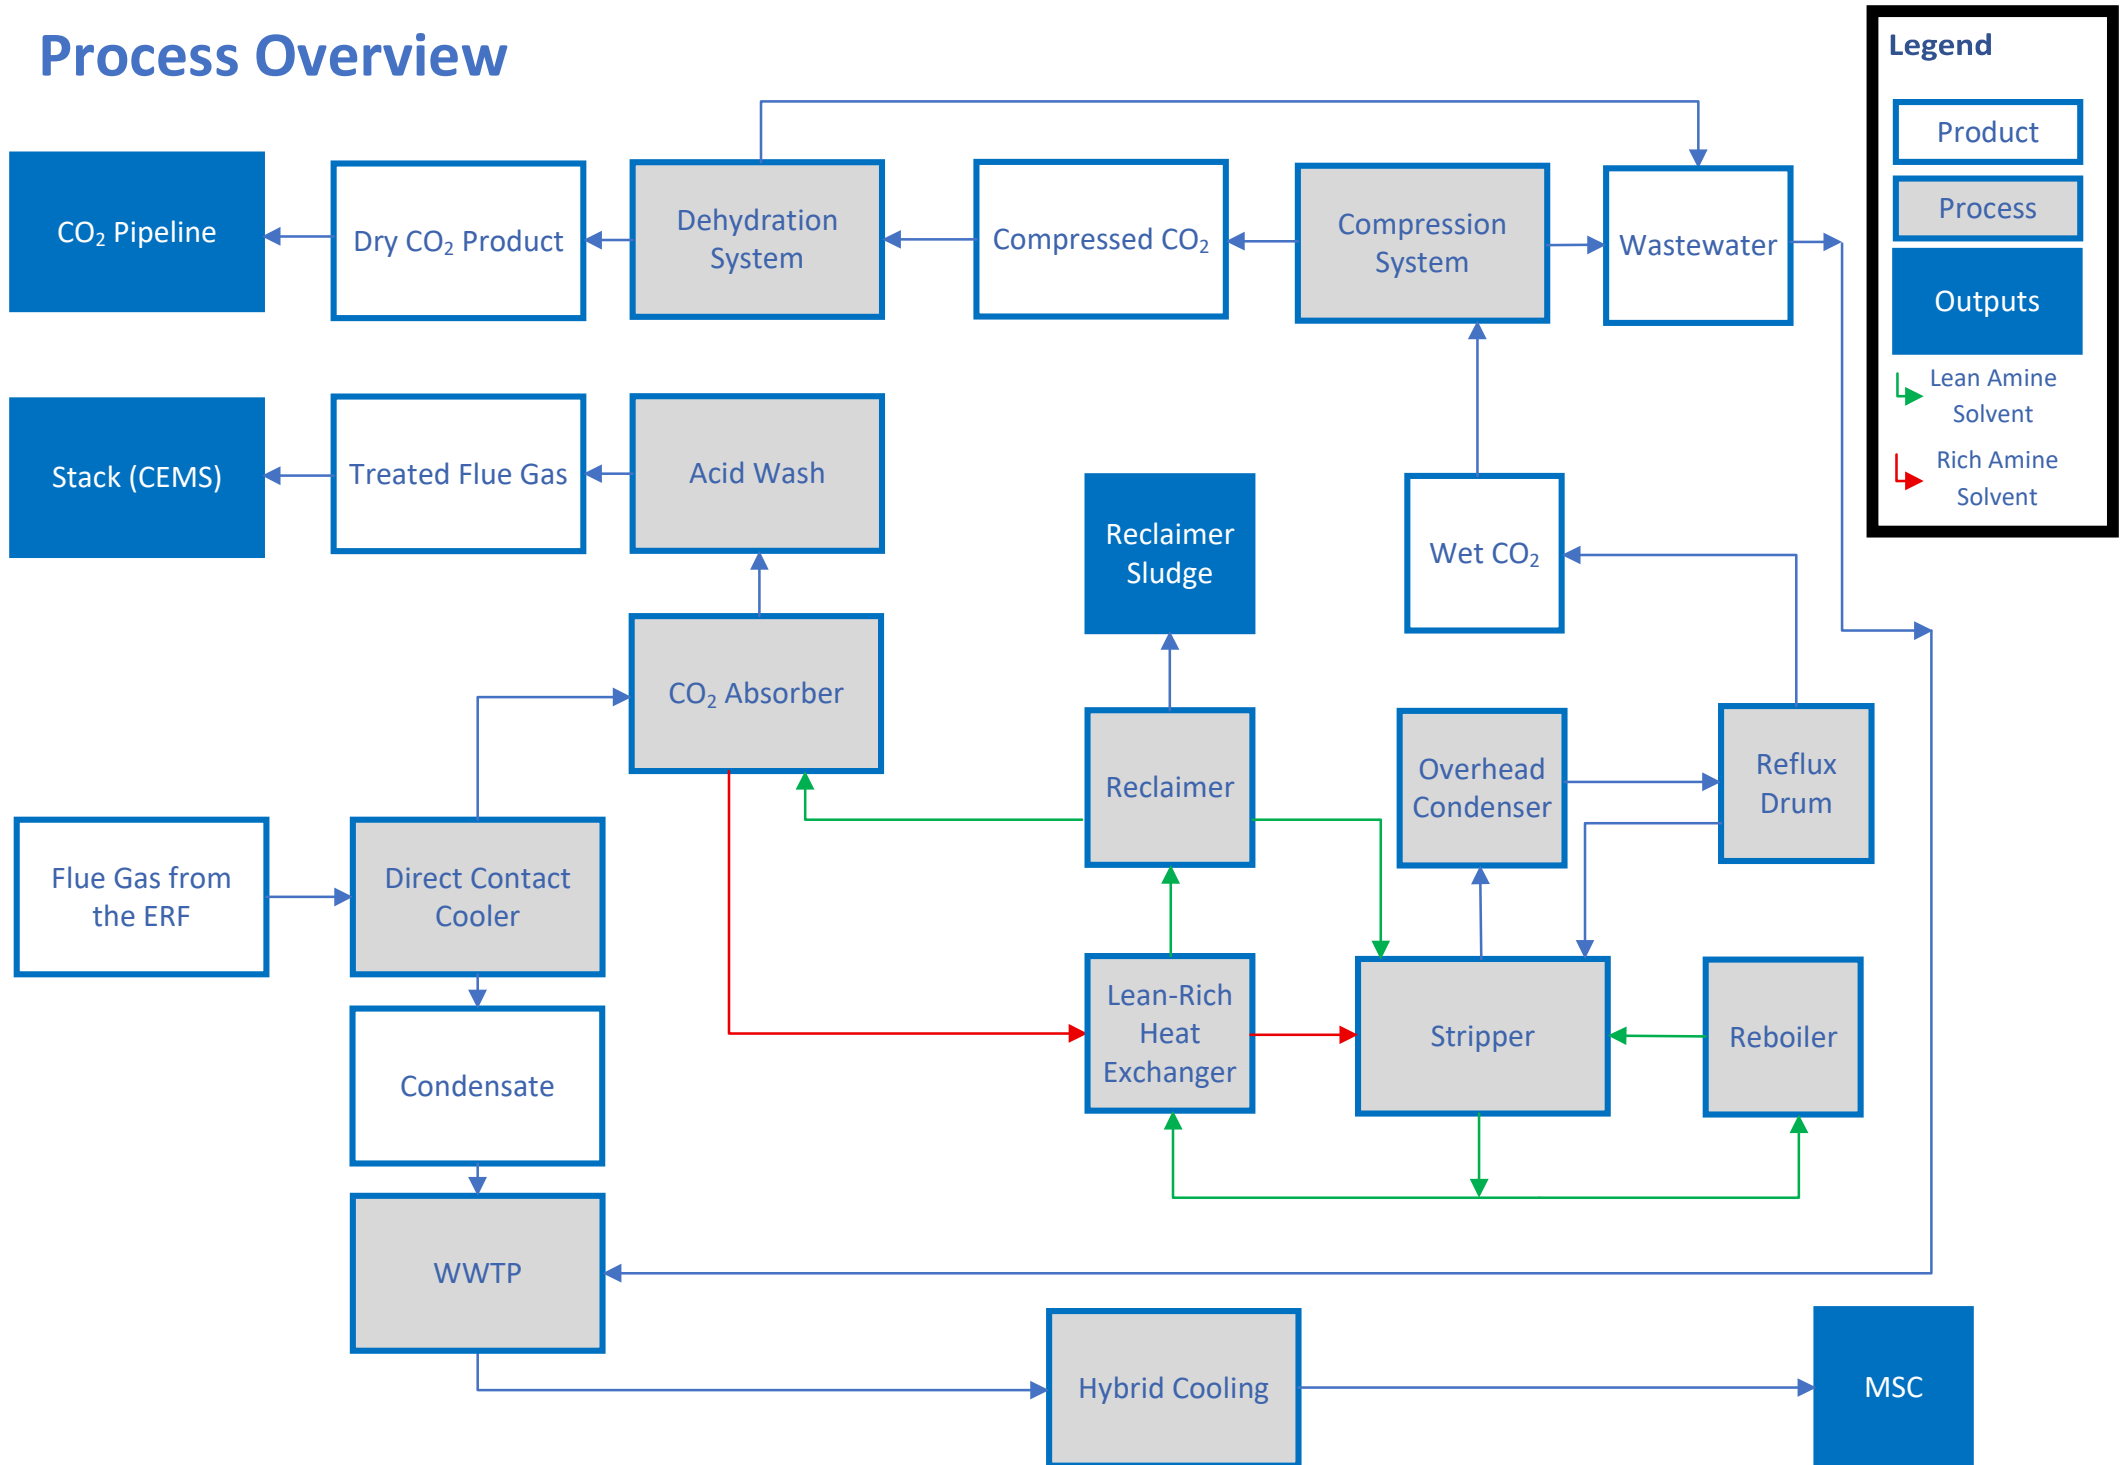 Process Overview
Legend
Product
Process
Outputs
Lean Amine
Solvent
Rich Amine
Solvent
CO₂ Pipeline
Dry CO₂ Product
Dehydration
System
Compressed CO₂
Compression
System
Wastewater
Stack (CEMS)
Treated Flue Gas
Acid Wash
Reclaimer
Sludge
Wet CO₂
CO₂ Absorber
Reclaimer
Overhead
Condenser
Reflux
Drum
Flue Gas from
the ERF
Direct Contact
Cooler
Lean-Rich
Heat
Exchanger
Stripper
Reboiler
Condensate
WWTP
Hybrid Cooling
MSC